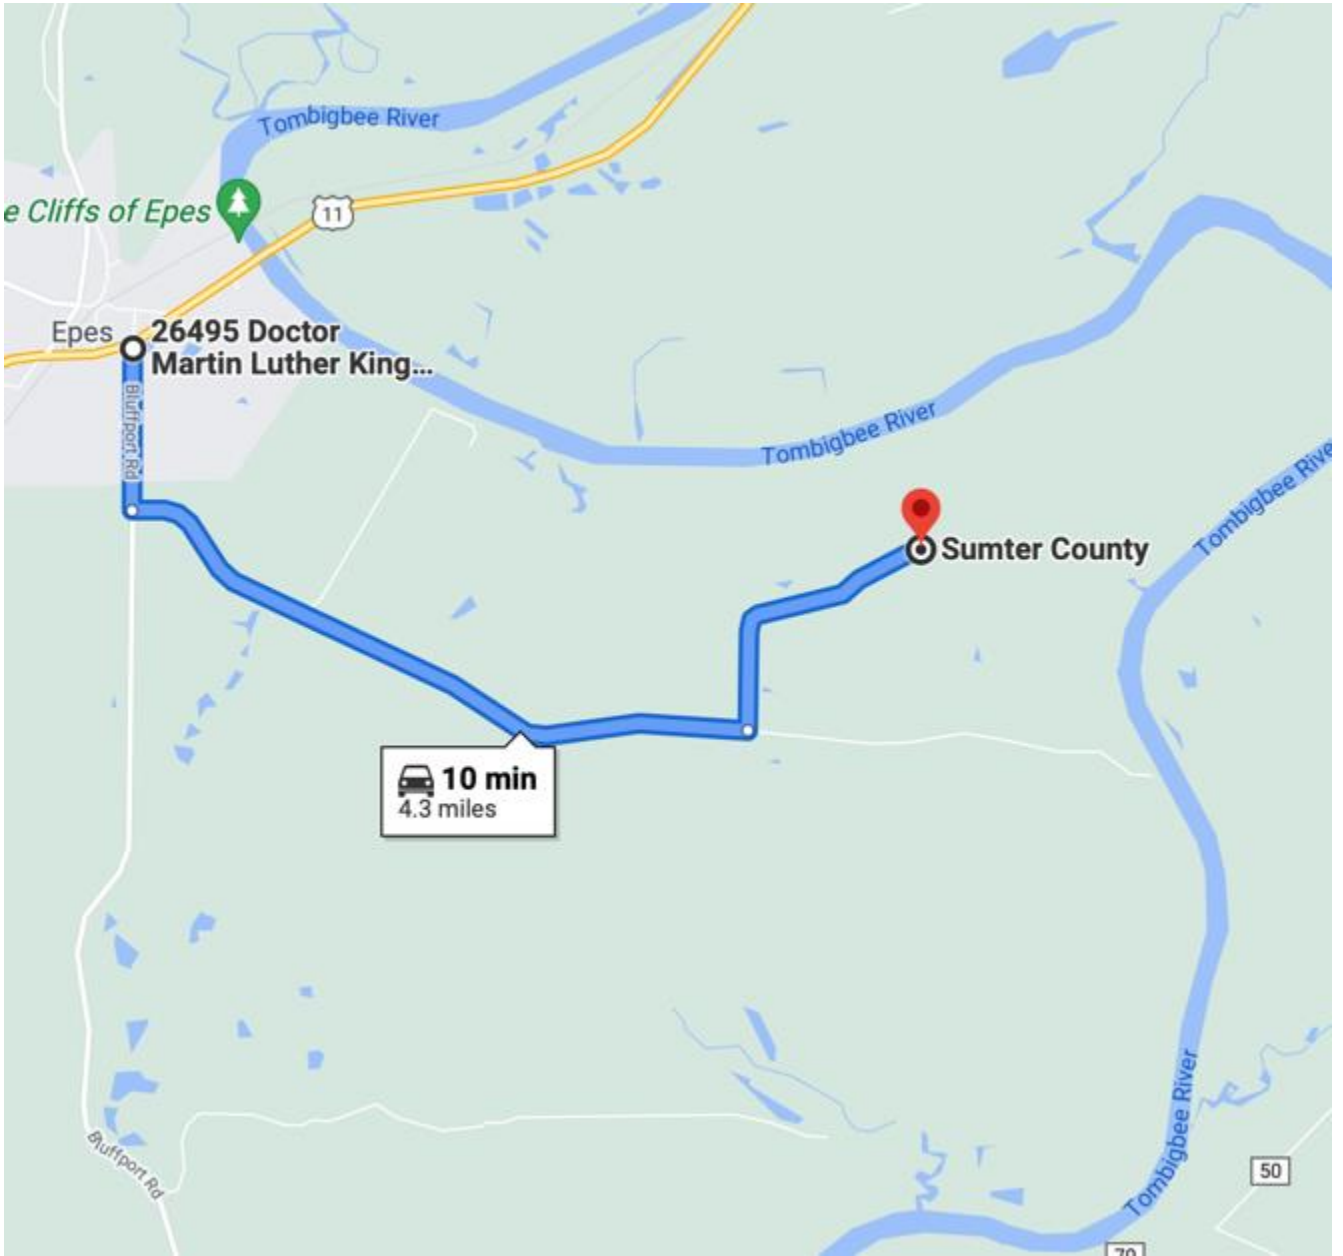 Tombigbee River
e Cliffs of Epes
11
Epes
26495 Doctor
Martin Luther King...
Bluffport Rd
Tombigbee River
Tombigbee Rive
Sumter County
10 min
4.3 miles
Tombigbee River
Bluffport Rd
50